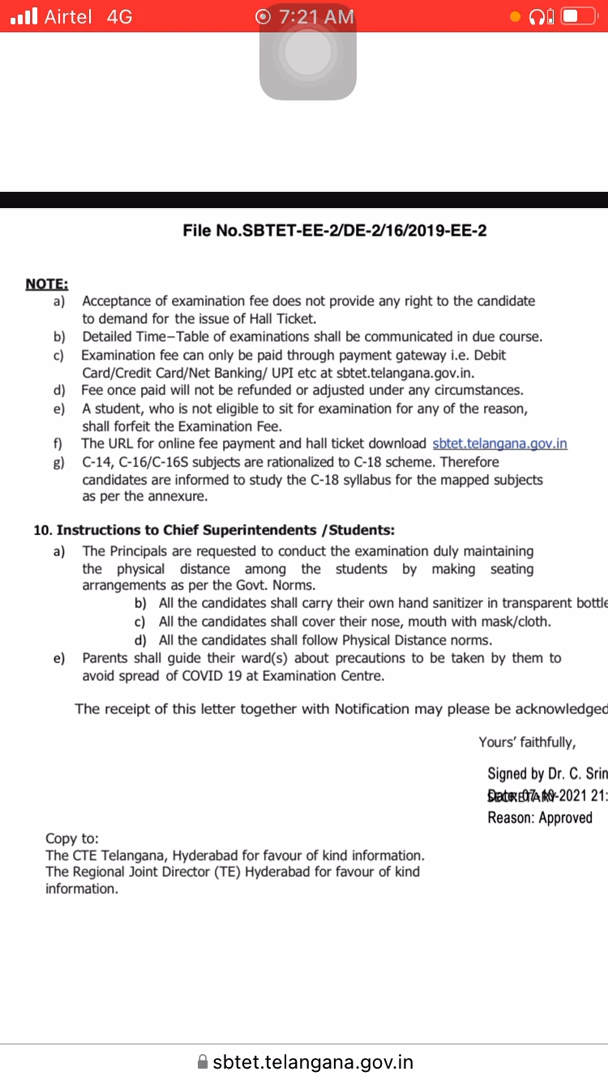 Airtel 4G 7:21 AM
File No.SBTET-EE-2/DE-2/16/2019-EE-2
NOTE:
a) Acceptance of examination fee does not provide any right to the candidate
to demand for the issue of Hall Ticket.
b) Detailed Time–Table of examinations shall be communicated in due course.
c) Examination fee can only be paid through payment gateway i.e. Debit
Card/Credit Card/Net Banking/ UPI etc at sbtet.telangana.gov.in.
d) Fee once paid will not be refunded or adjusted under any circumstances.
e) A student, who is not eligible to sit for examination for any of the reason,
shall forfeit the Examination Fee.
f) The URL for online fee payment and hall ticket download sbtet.telangana.gov.in
g) C-14, C-16/C-16S subjects are rationalized to C-18 scheme. Therefore
candidates are informed to study the C-18 syllabus for the mapped subjects
as per the annexure.
10. Instructions to Chief Superintendents /Students:
a) The Principals are requested to conduct the examination duly maintaining
the physical distance among the students by making seating
arrangements as per the Govt. Norms.
b) All the candidates shall carry their own hand sanitizer in transparent bottle
c) All the candidates shall cover their nose, mouth with mask/cloth.
d) All the candidates shall follow Physical Distance norms.
e) Parents shall guide their ward(s) about precautions to be taken by them to
avoid spread of COVID 19 at Examination Centre.
The receipt of this letter together with Notification may please be acknowledged
Yours' faithfully,
Signed by Dr. C. Srin
SECRETARY
Date: 07-10-2021 21:
Reason: Approved
Copy to:
The CTE Telangana, Hyderabad for favour of kind information.
The Regional Joint Director (TE) Hyderabad for favour of kind
information.
sbtet.telangana.gov.in